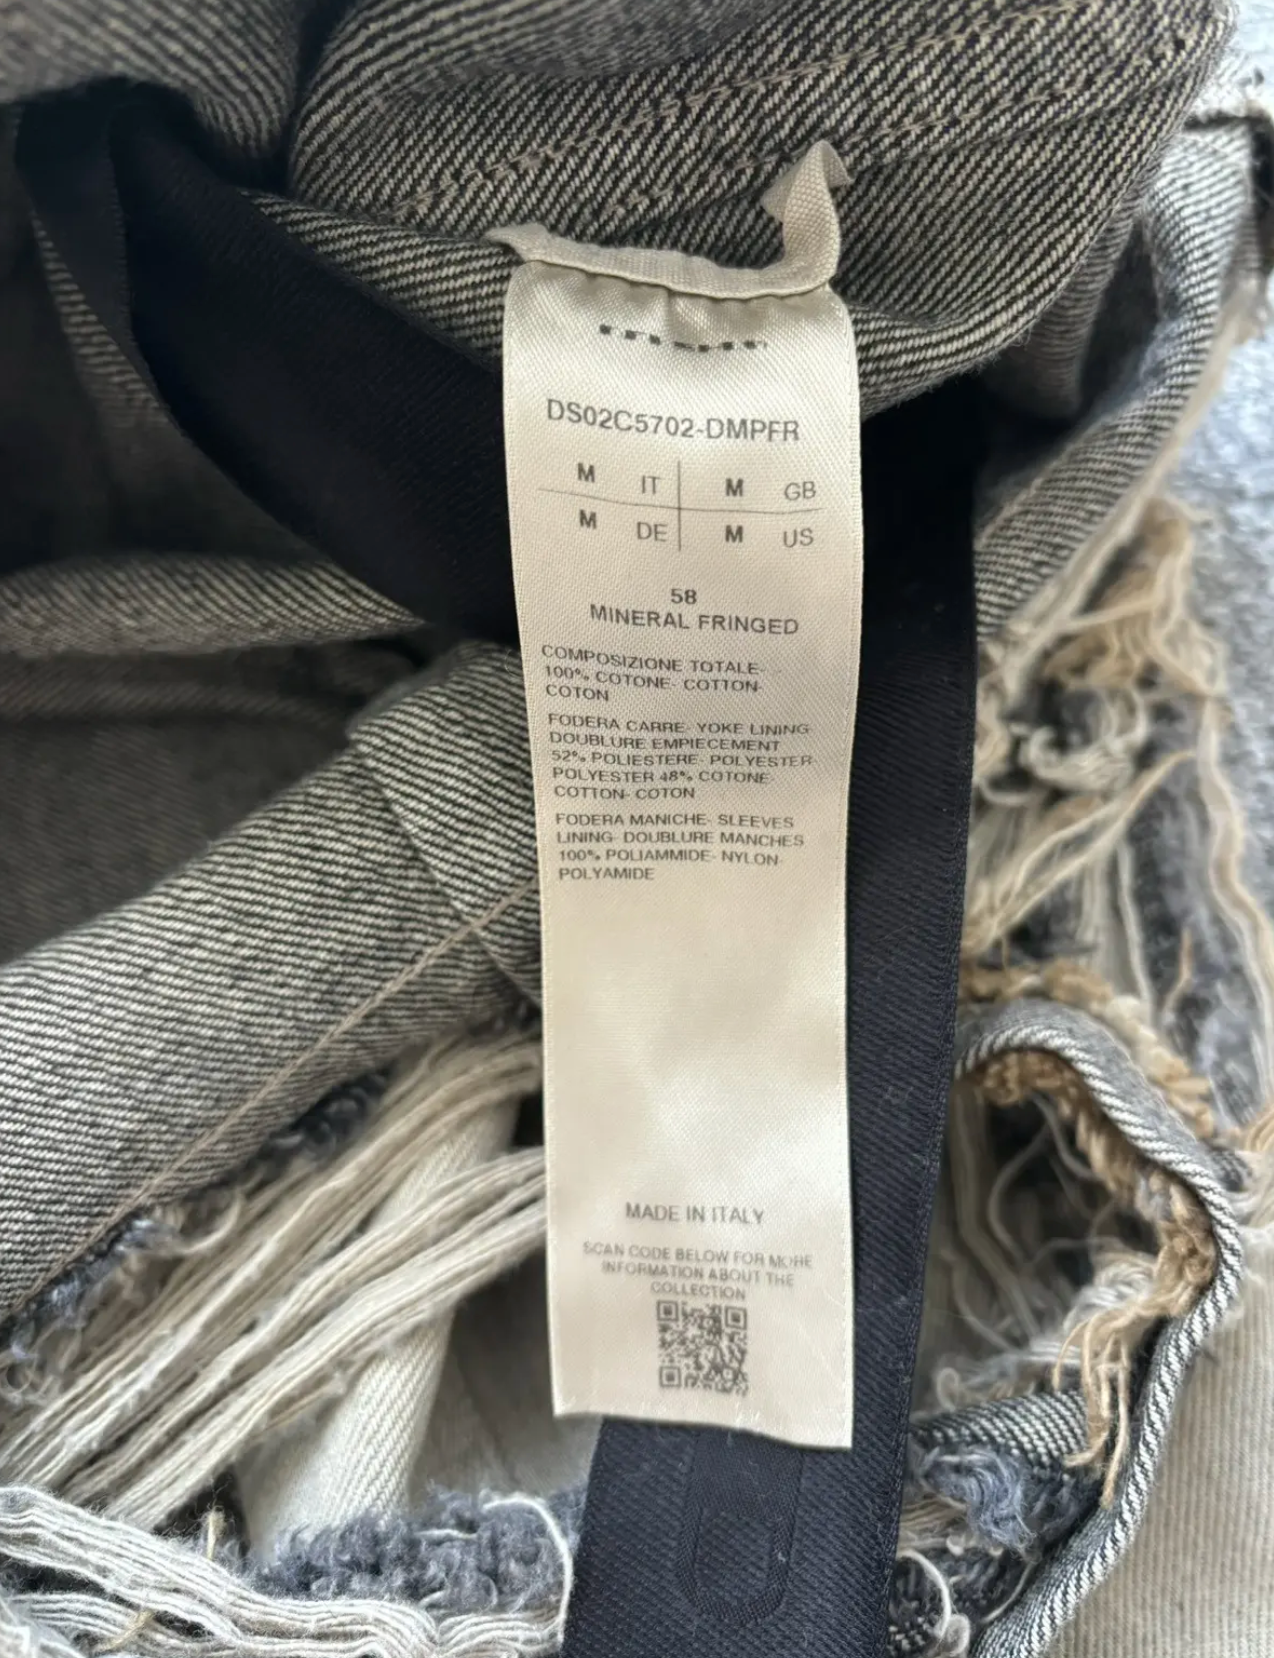 DS02C5702-DMPFR
M IT M GB
M DE M US
58
MINERAL FRINGED
COMPOSIZIONE TOTALE-
100% COTONE- COTTON-
COTON
FODERA CARRE- YOKE LINING-
DOUBLURE EMPIECEMENT
52% POLIESTERE- POLYESTER-
POLYESTER 48% COTONE-
COTTON- COTON
FODERA MANICHE- SLEEVES
LINING- DOUBLURE MANCHES
100% POLIAMMIDE- NYLON-
POLYAMIDE
MADE IN ITALY
SCAN CODE BELOW FOR MORE
INFORMATION ABOUT THE
COLLECTION